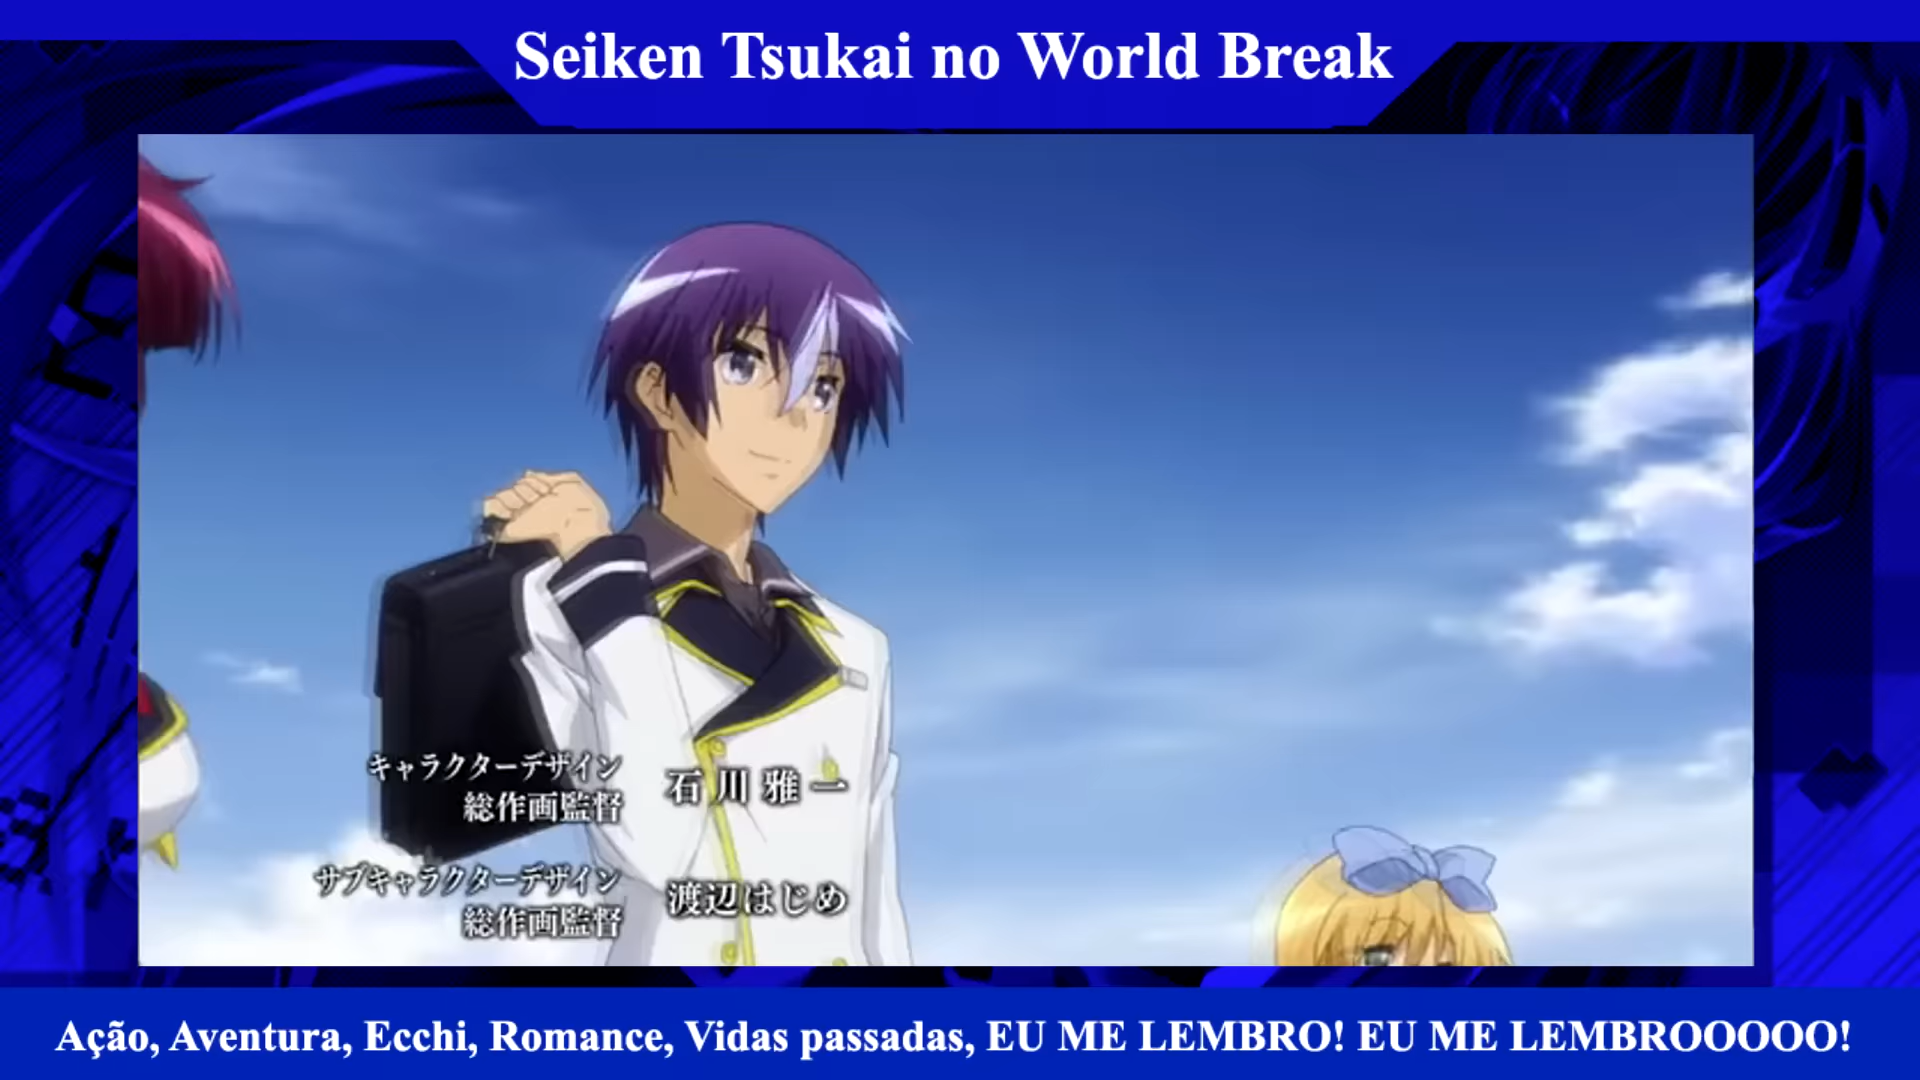 Seiken Tsukai no World Break
キャラクターデザイン
総作画監督
石川雅一
サブキャラクターデザイン
総作画監督
渡辺はじめ
Ação, Aventura, Ecchi, Romance, Vidas passadas, EU ME LEMBRO! EU ME LEMBROOOOO!